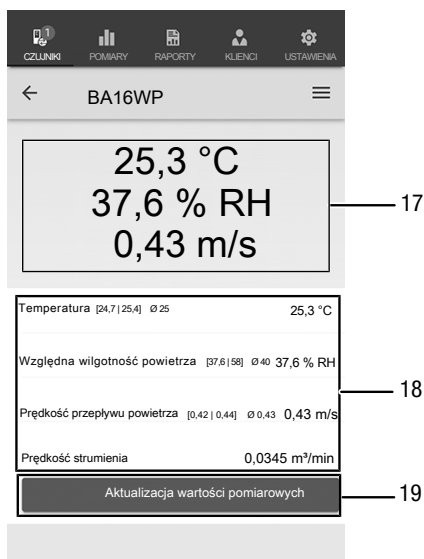 1
CZUJNIKI POMIARY RAPORTY KLIENCI USTAWIENIA
BA16WP
25,3 °C
37,6 % RH
0,43 m/s
17
Temperatura [24,7 | 25,4] Ø 25 25,3 °C
Względna wilgotność powietrza [37,6 | 58] Ø 40 37,6 % RH
18
Prędkość przepływu powietrza [0,42 | 0,44] Ø 0,43 0,43 m/s
Prędkość strumienia 0,0345 m³/min
Aktualizacja wartości pomiarowych
19